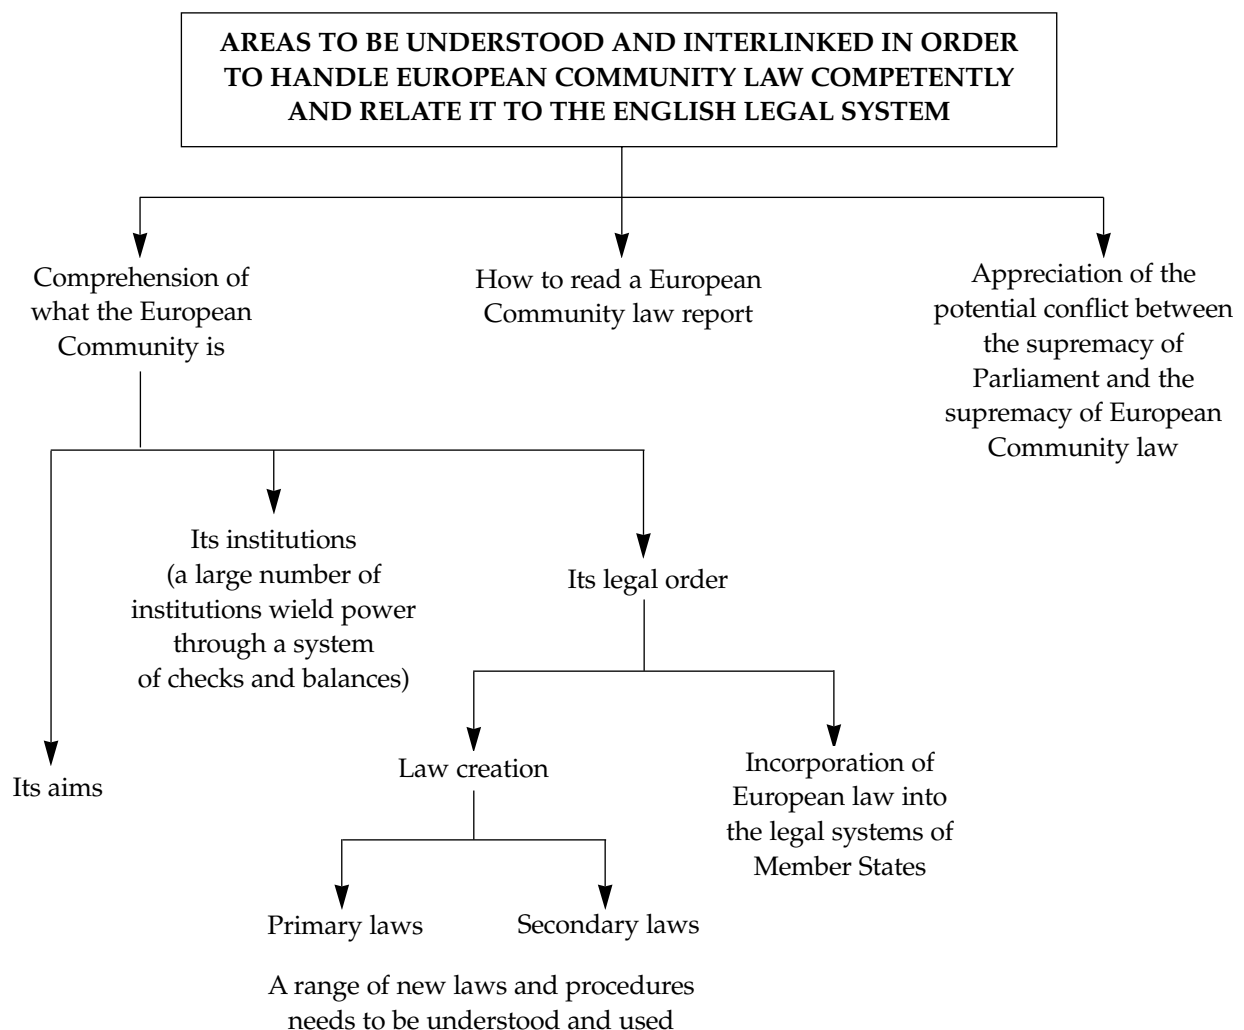 AREAS TO BE UNDERSTOOD AND INTERLINKED IN ORDER
TO HANDLE EUROPEAN COMMUNITY LAW COMPETENTLY
AND RELATE IT TO THE ENGLISH LEGAL SYSTEM
Comprehension of
what the European
Community is
How to read a European
Community law report
Appreciation of the
potential conflict between
the supremacy of
Parliament and the
supremacy of European
Community law
Its institutions
(a large number of
institutions wield power
through a system
of checks and balances)
Its legal order
Its aims
Law creation
Incorporation of
European law into
the legal systems of
Member States
Primary laws
Secondary laws
A range of new laws and procedures
needs to be understood and used